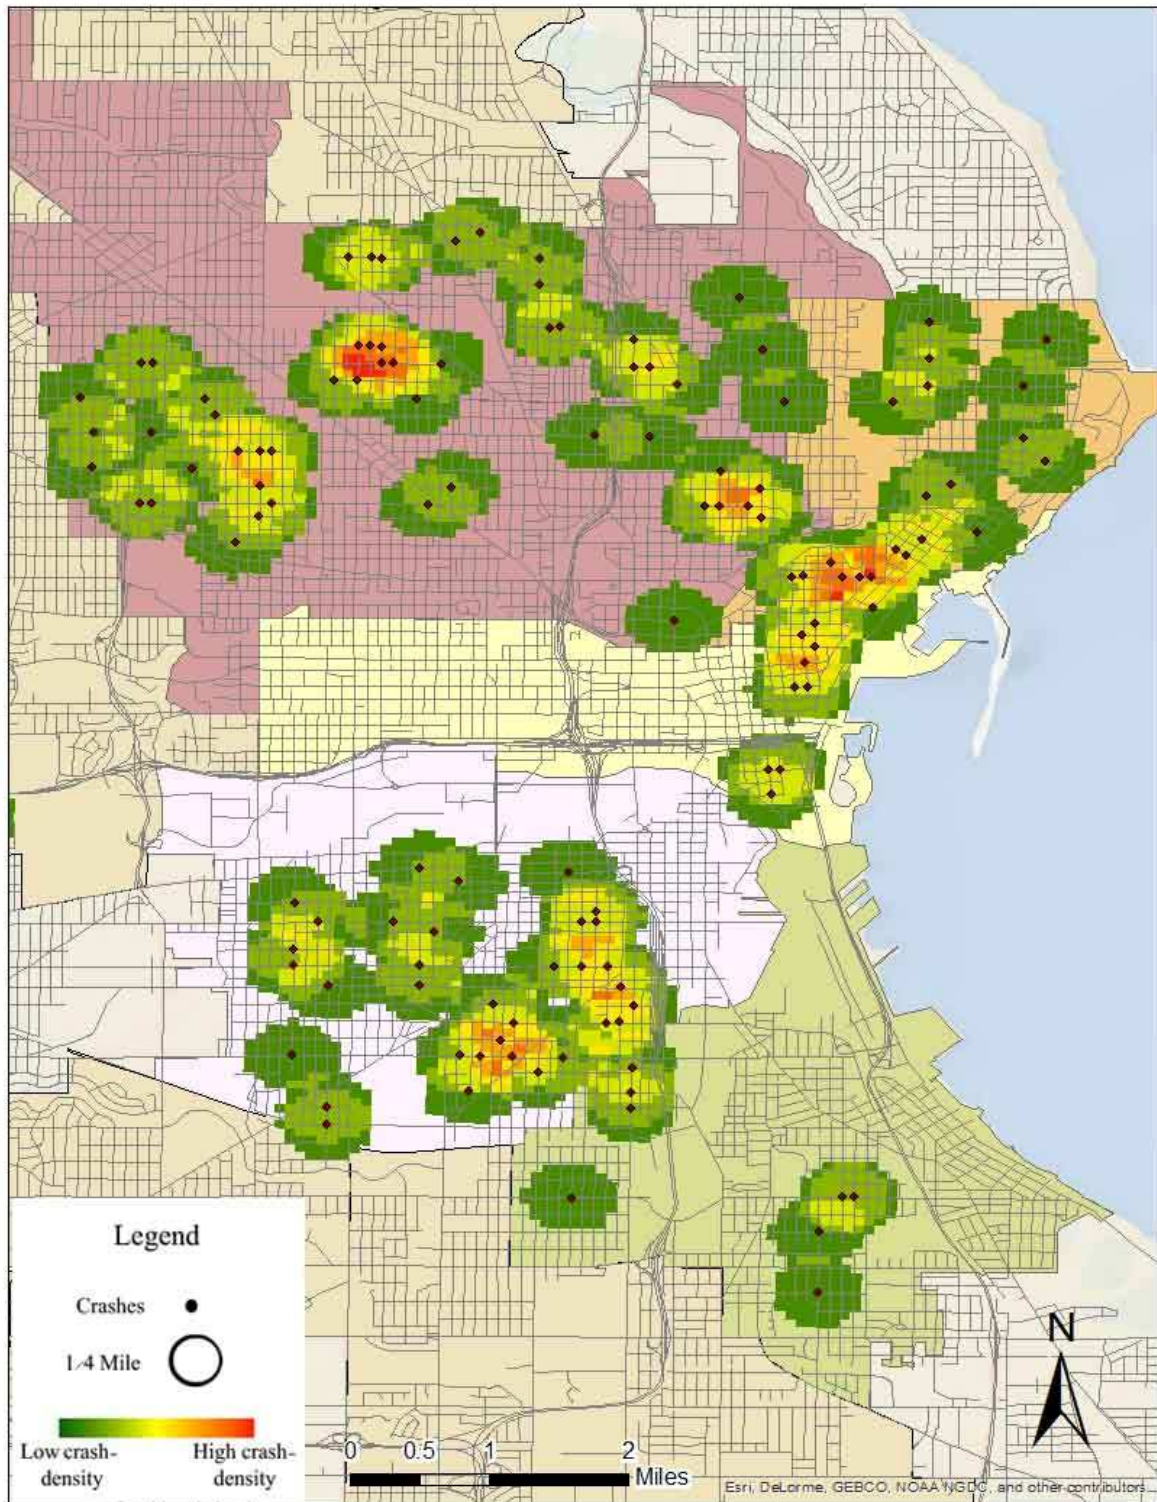 N
Legend
Crashes
1/4 Mile
Low crash-
density
High crash-
density
0 0.5 1 2
Miles
Esri, DeLorme, GEBCO, NOAA NGDC, and other contributors